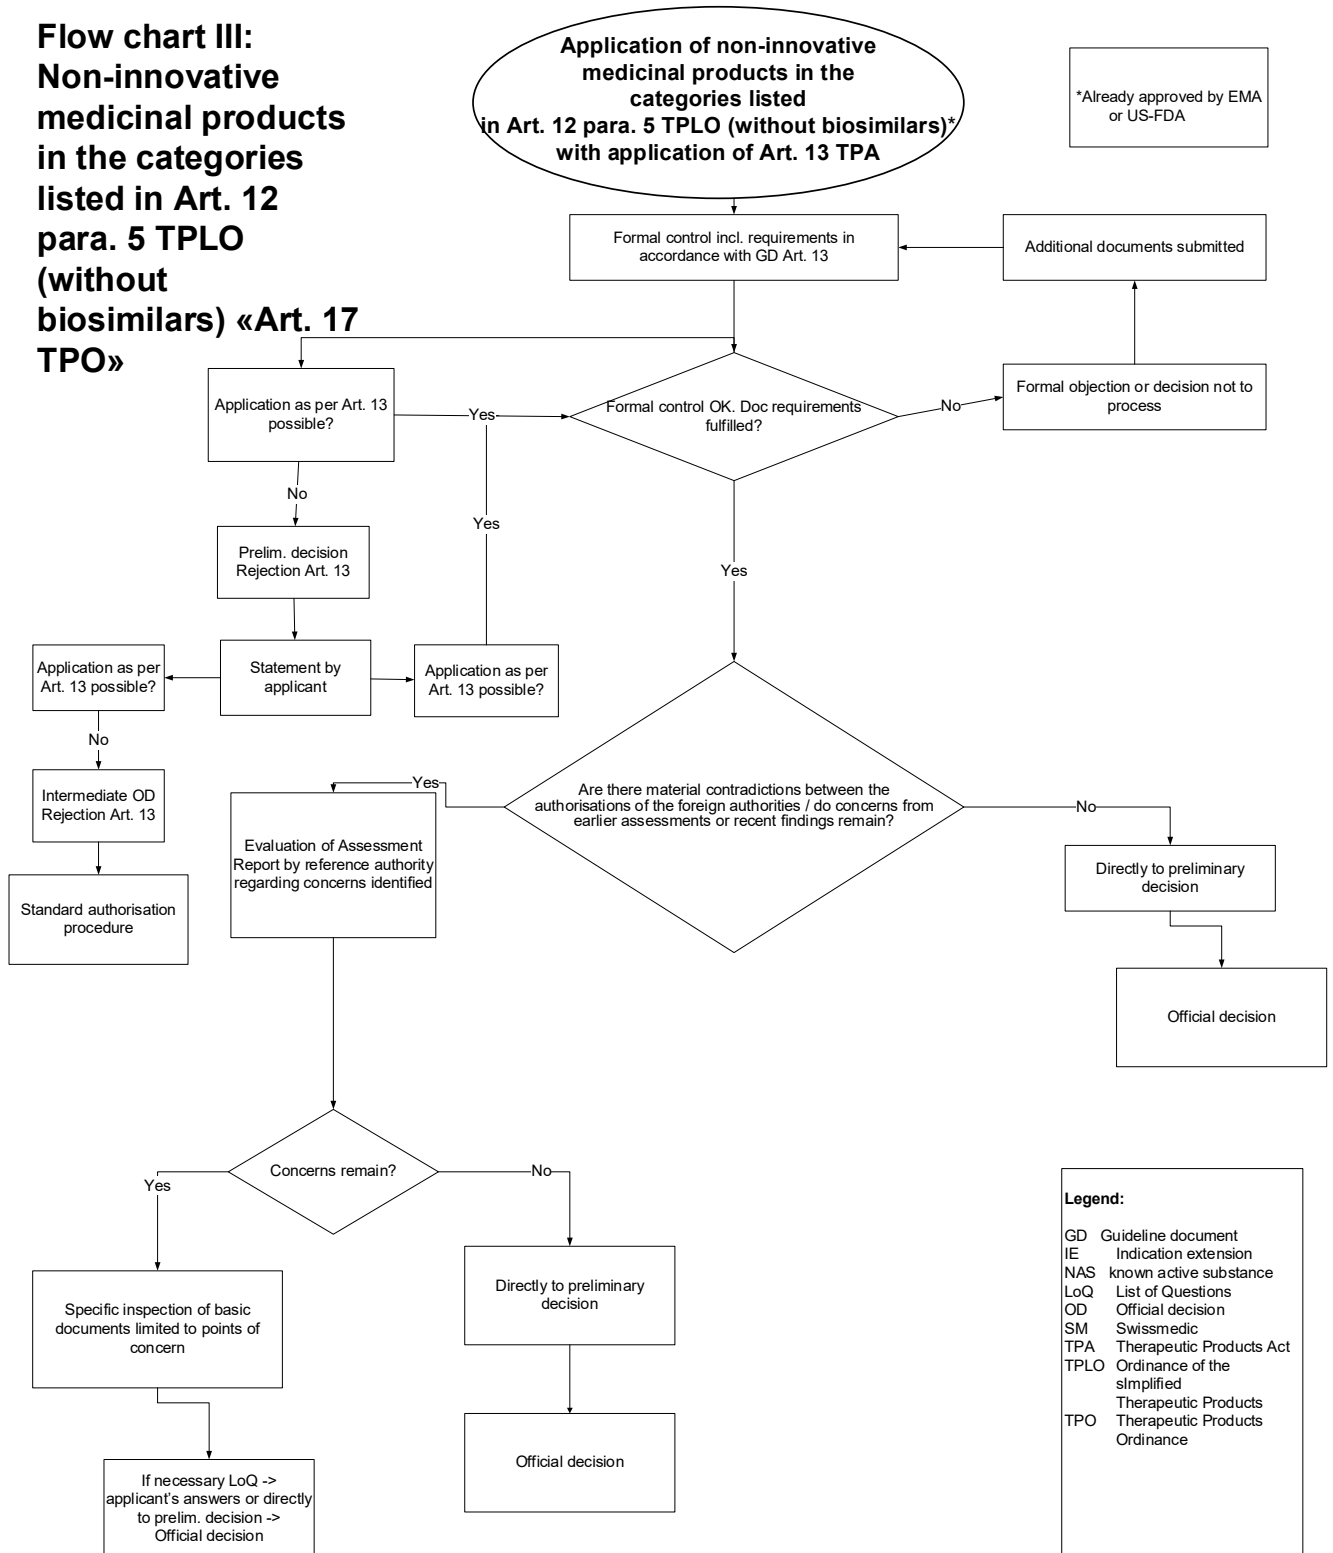 Flow chart III:
Non-innovative
medicinal products
in the categories
listed in Art. 12
para. 5 TPLO
(without
biosimilars) «Art. 17
TPO»
Application of non-innovative
medicinal products in the
categories listed
in Art. 12 para. 5 TPLO (without biosimilars)*
with application of Art. 13 TPA
*Already approved by EMA
or US-FDA
Formal control incl. requirements in
accordance with GD Art. 13
Additional documents submitted
Application as per Art. 13
possible?
Yes
Formal control OK. Doc requirements
fulfilled?
No
Formal objection or decision not to
process
No
Yes
Prelim. decision
Rejection Art. 13
Yes
Application as per
Art. 13 possible?
Statement by
applicant
Application as per
Art. 13 possible?
No
Intermediate OD
Rejection Art. 13
Standard authorisation
procedure
Yes
Are there material contradictions between the
authorisations of the foreign authorities / do concerns from
earlier assessments or recent findings remain?
No
Evaluation of Assessment
Report by reference authority
regarding concerns identified
Directly to preliminary
decision
Official decision
Concerns remain?
Yes
No
Specific inspection of basic
documents limited to points of
concern
Directly to preliminary
decision
Official decision
If necessary LoQ ->
applicant's answers or directly
to prelim. decision ->
Official decision
Legend:
GD Guideline document
IE Indication extension
NAS known active substance
LoQ List of Questions
OD Official decision
SM Swissmedic
TPA Therapeutic Products Act
TPLO Ordinance of the
sImplified
Therapeutic Products
TPO Therapeutic Products
Ordinance